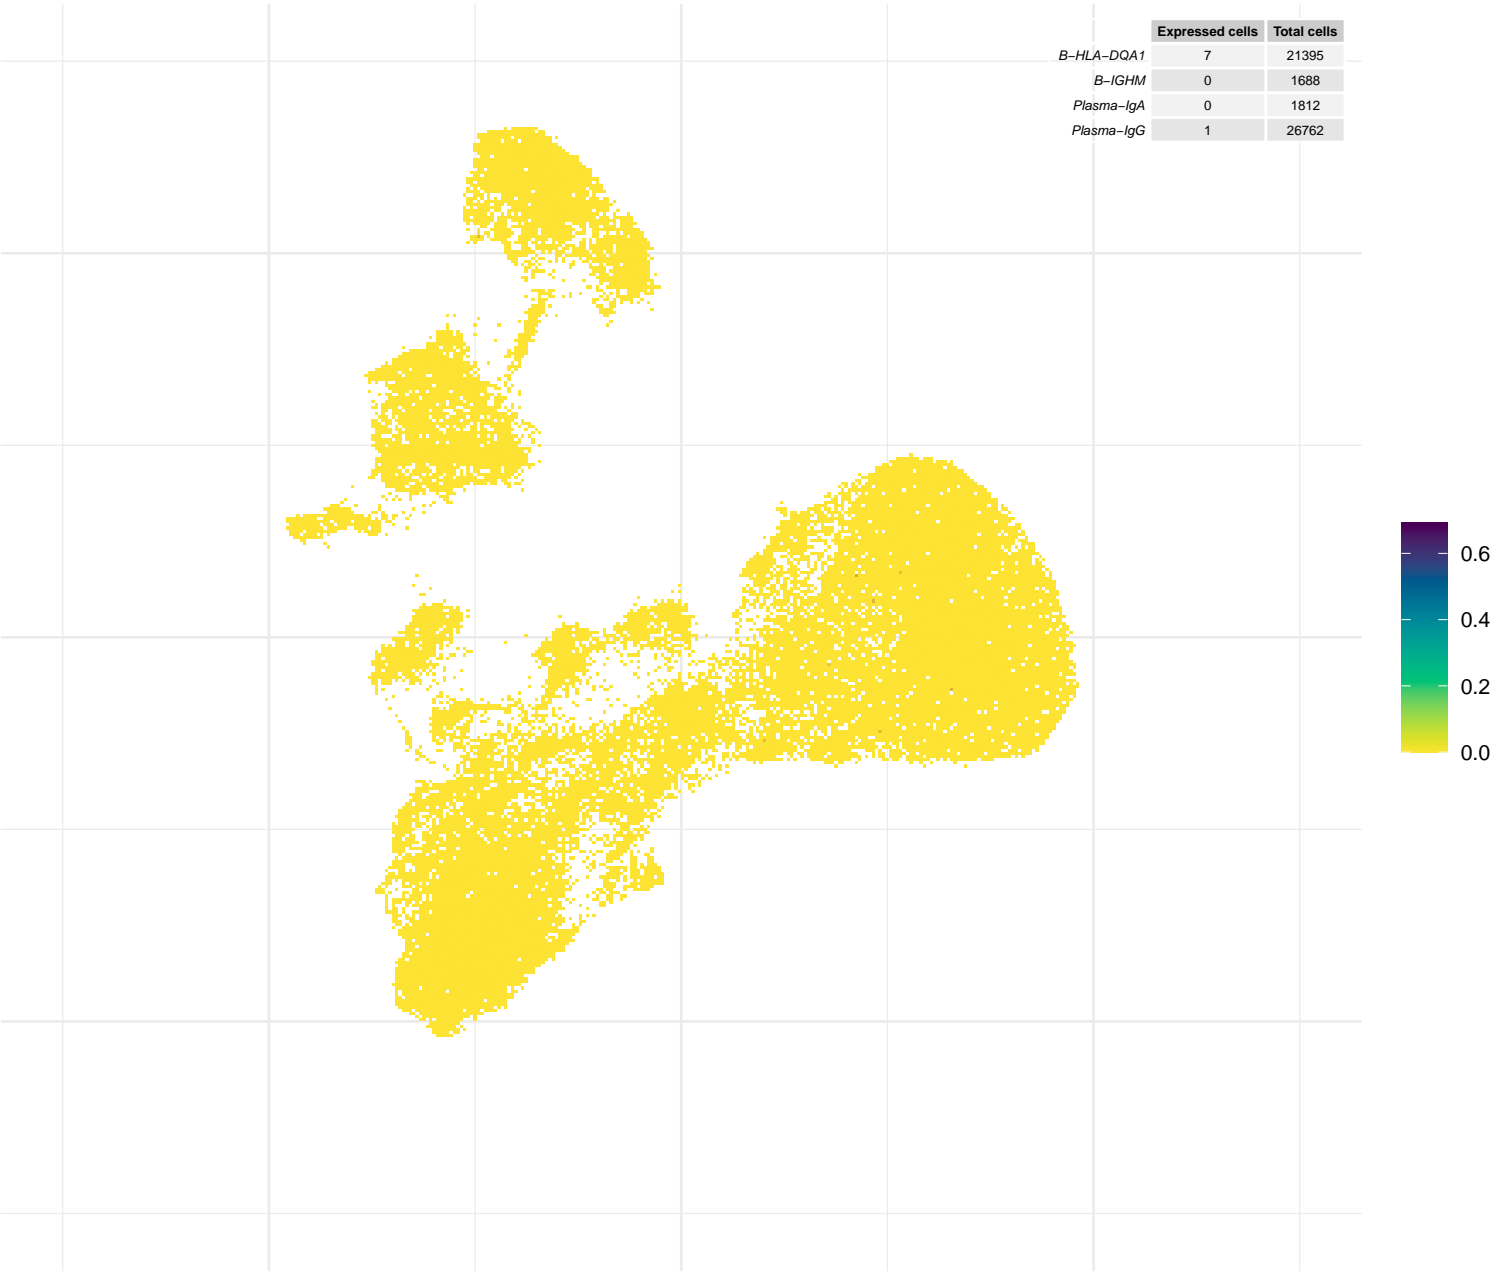 Expressed cells Total cells
B−HLA−DQA1 7 21395
B−IGHM 0 1688
Plasma−IgA 0 1812
Plasma−IgG 1 26762
0.6
0.4
0.2
0.0